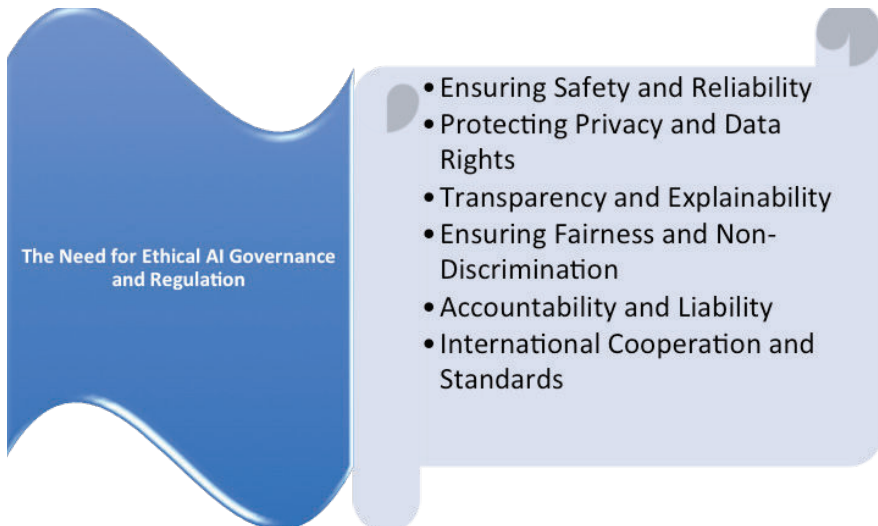 The Need for Ethical AI Governance
and Regulation
• Ensuring Safety and Reliability
• Protecting Privacy and Data
Rights
• Transparency and Explainability
• Ensuring Fairness and Non-
Discrimination
• Accountability and Liability
• International Cooperation and
Standards